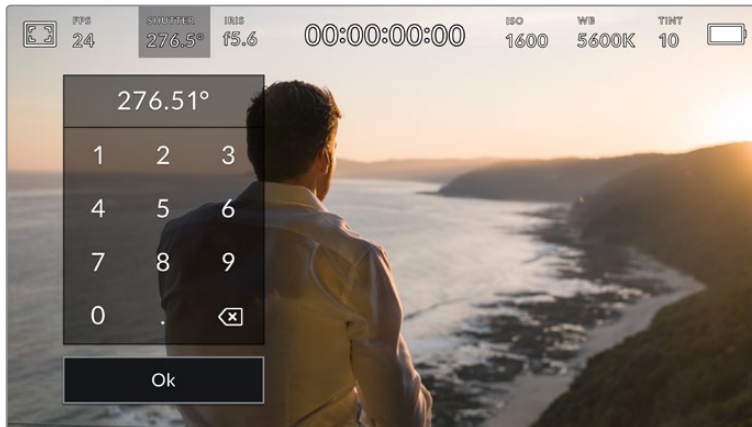 FPS SHUTTER IRIS ISO WB TINT
24 276.5° f5.6 00:00:00:00 1600 5600K 10
276.51°
1 2 3
4 5 6
7 8 9
0 .
Ok